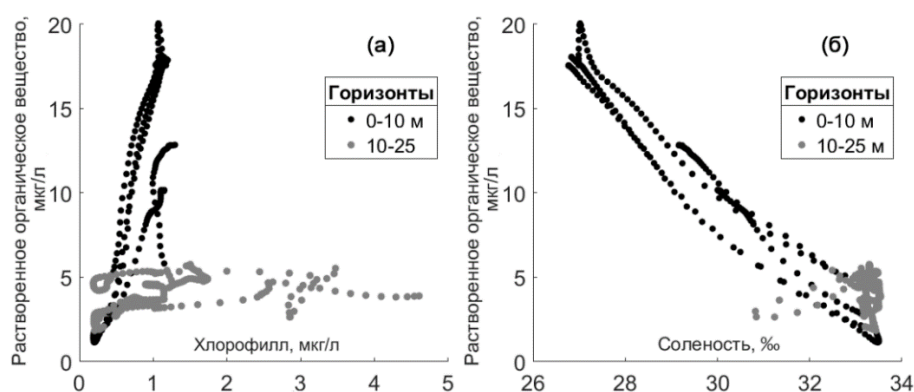 Растворенное органическое вещество,
мкг/л
20
15
10
5
0
0
1
2
3
4
5
Хлорофилл, мкг/л
(а)
Горизонты
0-10 м
10-25
Растворенное органическое вещество,
мкг/л
20
15
10
5
0
26
28
30
32
34
Соленость, ‰
(б)
Горизонты
0-10 м
10-25 м